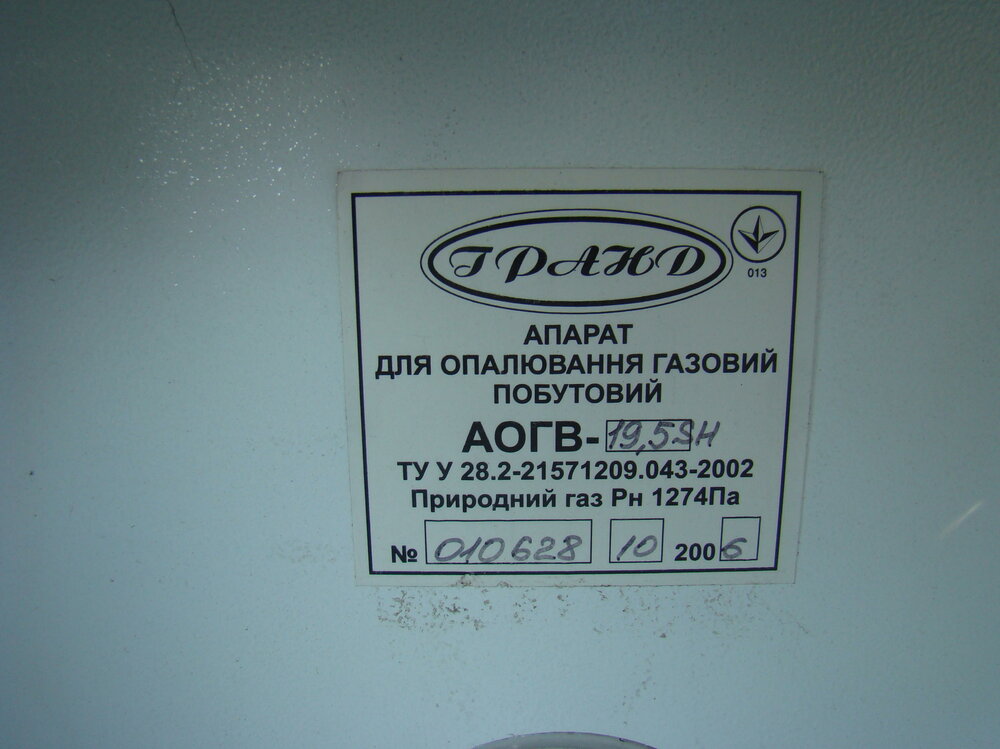 ГРАНД
013
АПАРАТ
ДЛЯ ОПАЛЮВАННЯ ГАЗОВИЙ
ПОБУТОВИЙ
АОГВ-19,5SH
ТУ У 28.2-21571209.043-2002
Природний газ Рн 1274Па
№ 010628 10 2006